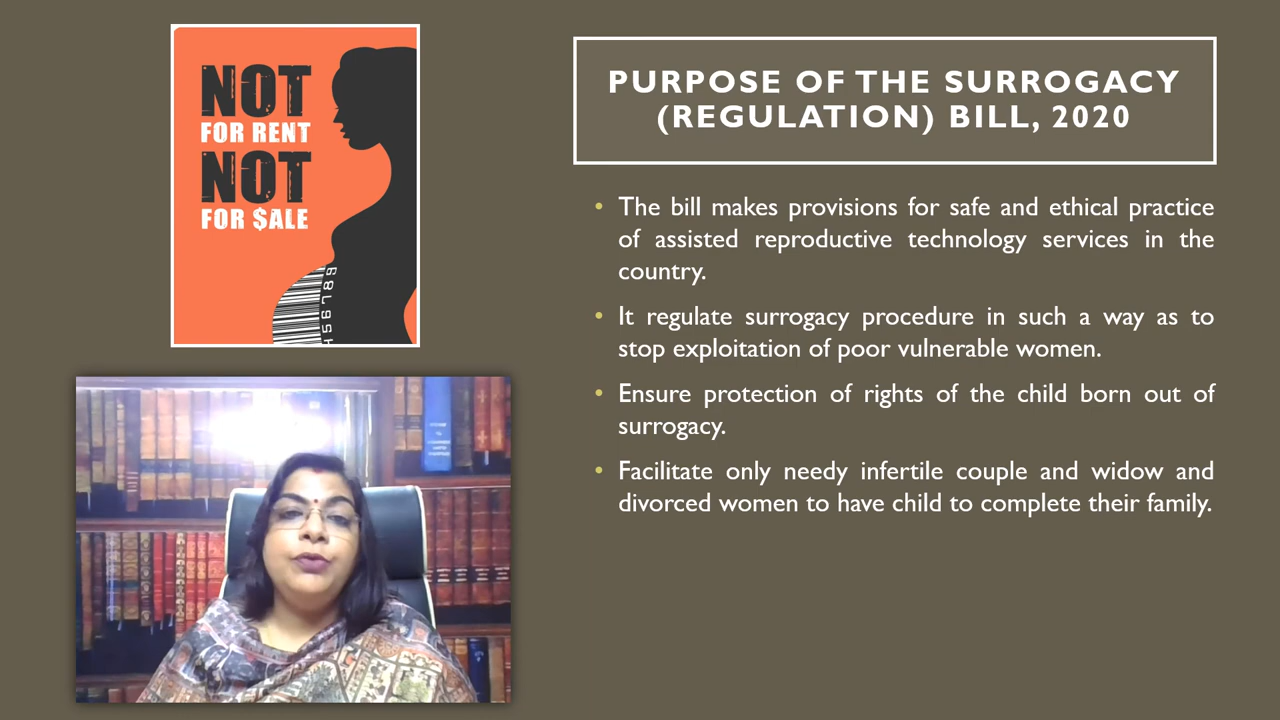 NOT
FOR RENT
NOT
FOR $ALE
PURPOSE OF THE SURROGACY
(REGULATION) BILL, 2020
• The bill makes provisions for safe and ethical practice
of assisted reproductive technology services in the
country.
• It regulate surrogacy procedure in such a way as to
stop exploitation of poor vulnerable women.
• Ensure protection of rights of the child born out of
surrogacy.
• Facilitate only needy infertile couple and widow and
divorced women to have child to complete their family.